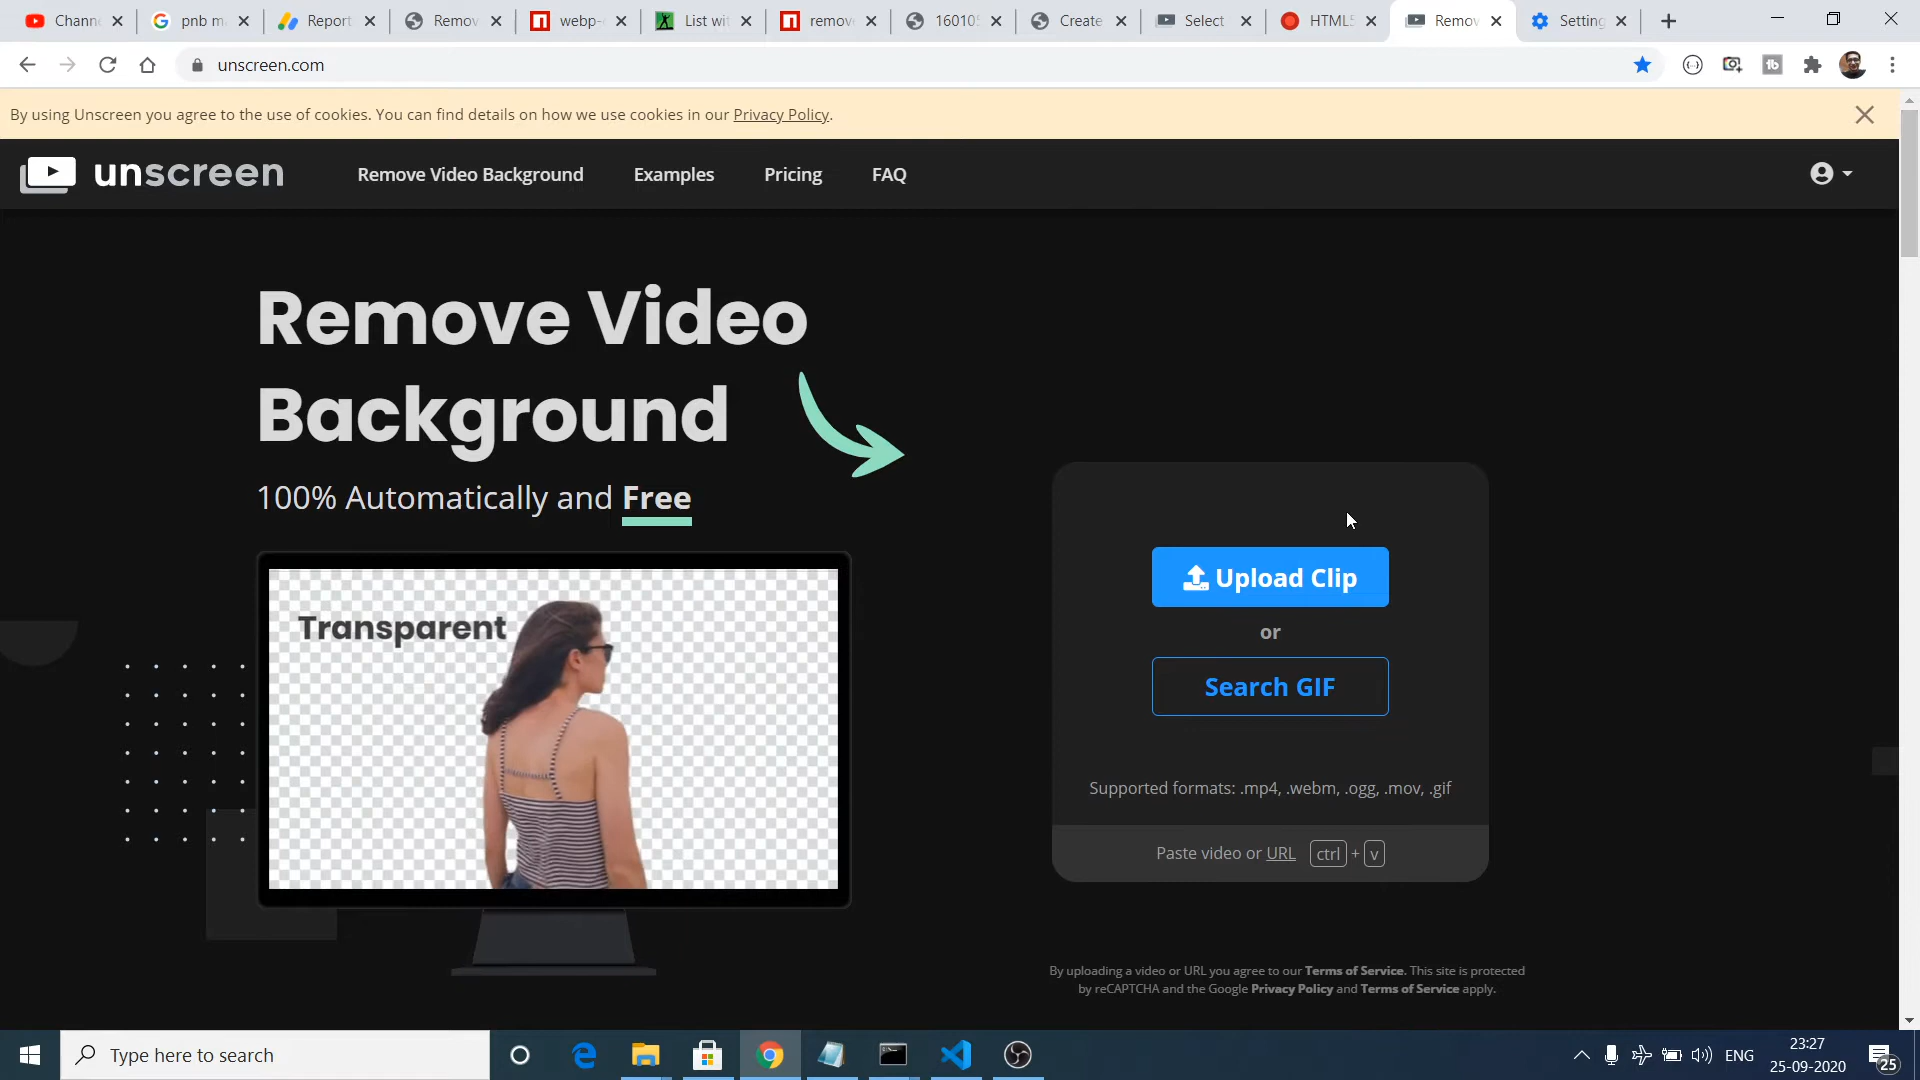 Chann
pnb m
Report
Remov
webp-
List wi
remov
16010
Create
Select
HTML5
Remov
Setting
unscreen.com
By using Unscreen you agree to the use of cookies. You can find details on how we use cookies in our Privacy Policy.
unscreen
Remove Video Background
Examples
Pricing
FAQ
Remove Video
Background
100% Automatically and Free
Transparent
Upload Clip
or
Search GIF
Supported formats: .mp4, .webm, .ogg, .mov, .gif
Paste video or URL ctrl + v
By uploading a video or URL you agree to our Terms of Service. This site is protected
by reCAPTCHA and the Google Privacy Policy and Terms of Service apply.
Type here to search
ENG
23:27
25-09-2020
25